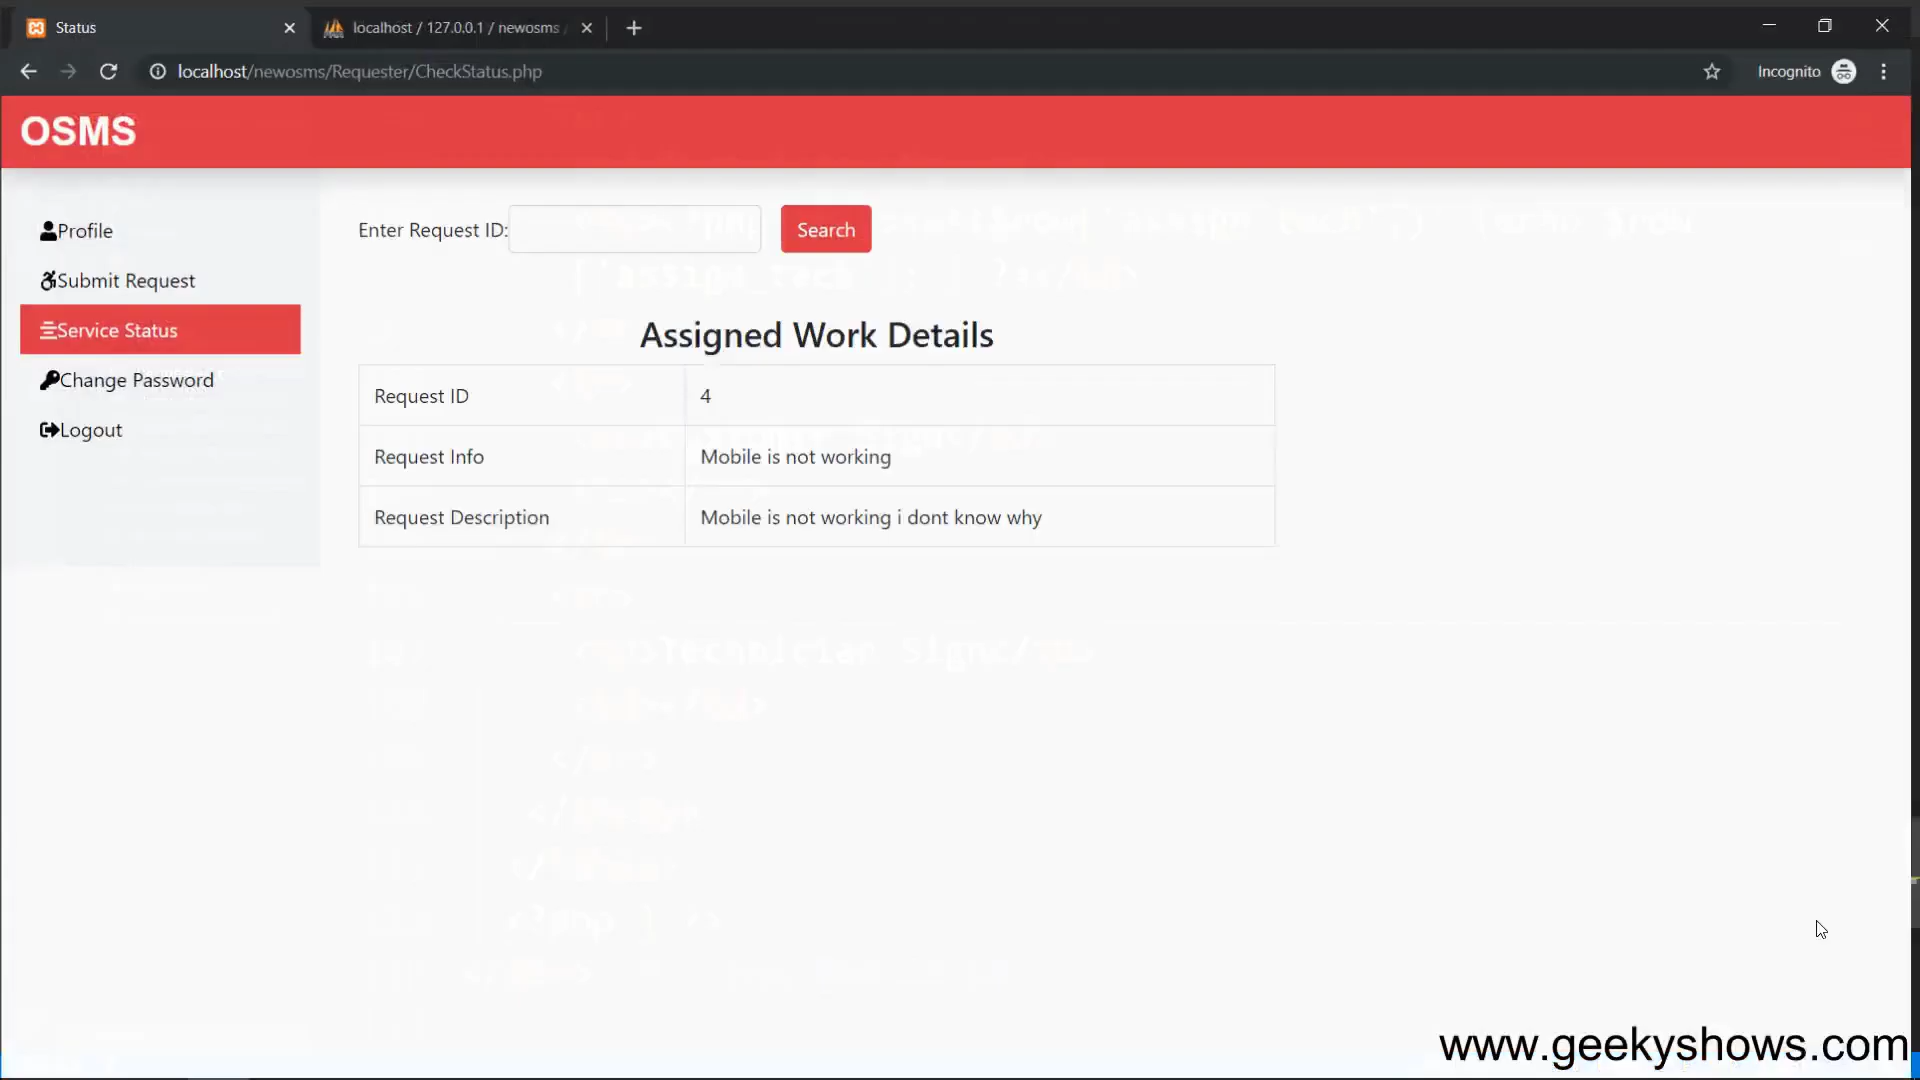 Status
localhost / 127.0.0.1 / newosms
localhost/newosms/Requester/CheckStatus.php
Incognito
OSMS
Profile
Submit Request
Service Status
Change Password
Logout
Enter Request ID:
Search
Assigned Work Details
Request ID 4
Request Info Mobile is not working
Request Description Mobile is not working i dont know why
www.geekyshows.com